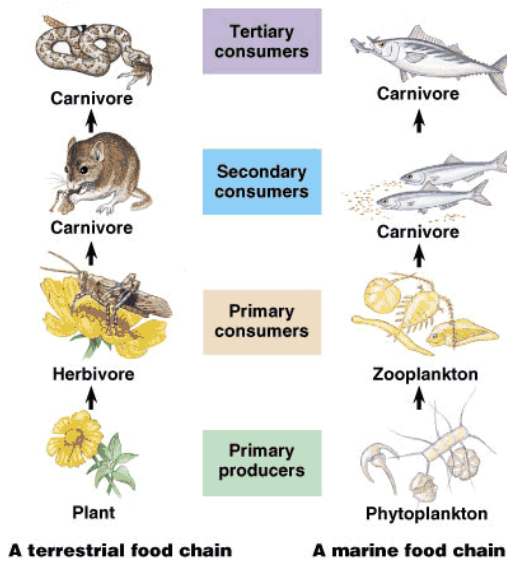 Tertiary
consumers
Carnivore
Carnivore
Secondary
consumers
Carnivore
Carnivore
Primary
consumers
Herbivore
Zooplankton
Primary
producers
Plant
Phytoplankton
A terrestrial food chain
A marine food chain